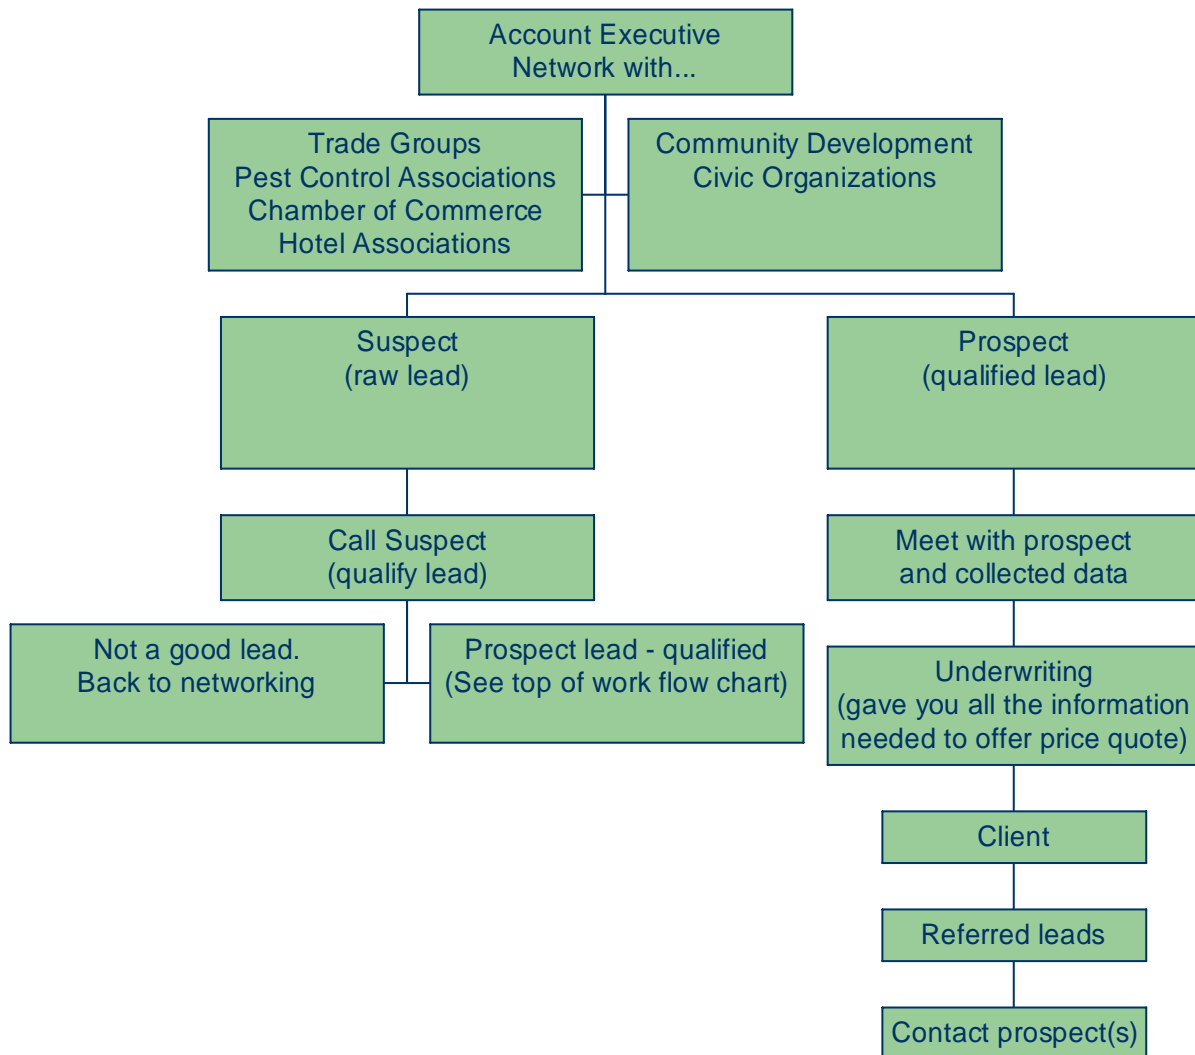 Account Executive
Network with...
Trade Groups
Pest Control Associations
Chamber of Commerce
Hotel Associations
Community Development
Civic Organizations
Suspect
(raw lead)
Prospect
(qualified lead)
Call Suspect
(qualify lead)
Meet with prospect
and collected data
Not a good lead.
Back to networking
Prospect lead - qualified
(See top of work flow chart)
Underwriting
(gave you all the information
needed to offer price quote)
Client
Referred leads
Contact prospect(s)